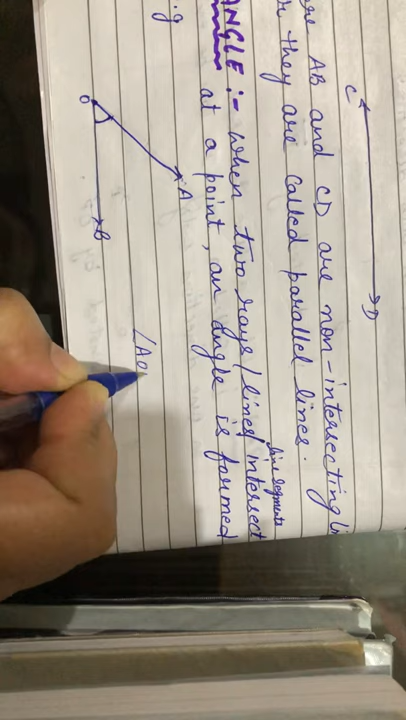 C D
AB and CD are non-intersecting
they are called parallel lines.
ANGLE :- When two rays/lines/line segments intersect
at a point, an angle is formed
.g
A
O
B
∠AO